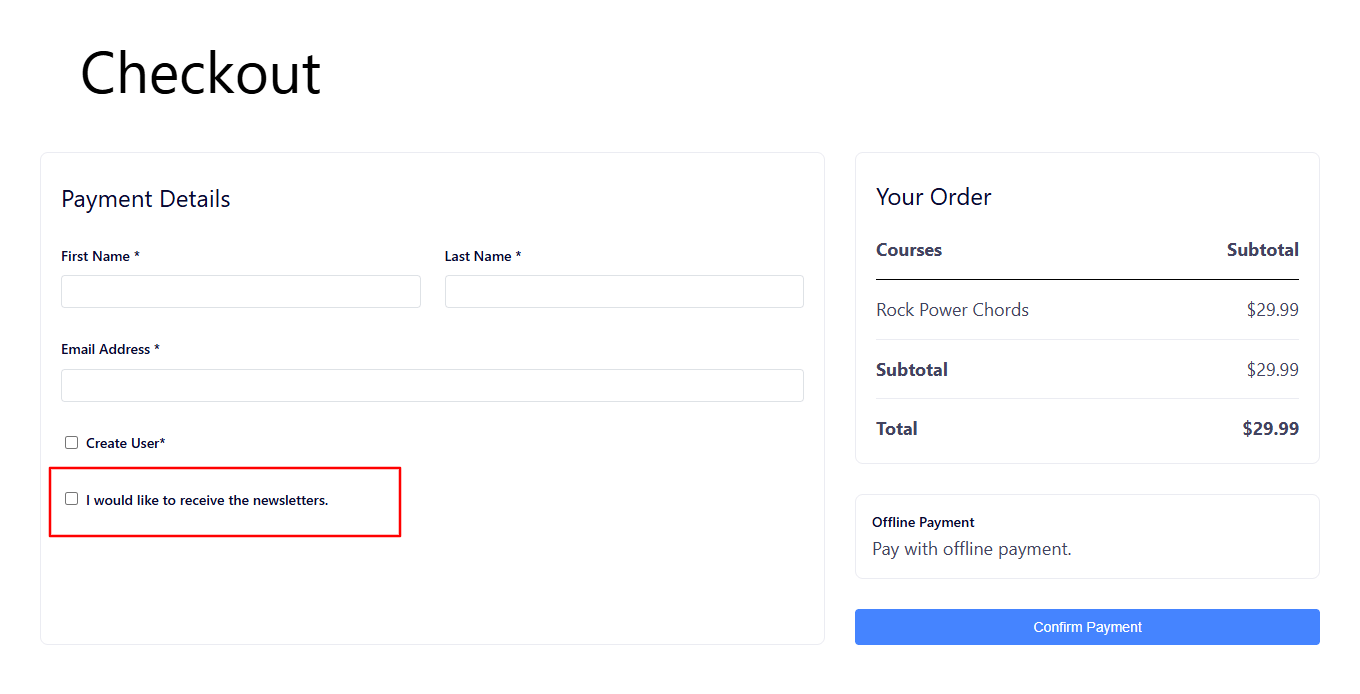 Checkout
Payment Details
First Name *
Last Name *
Email Address *
Create User*
I would like to receive the newsletters.
Your Order
Courses Subtotal
Rock Power Chords $29.99
Subtotal $29.99
Total $29.99
Offline Payment
Pay with offline payment.
Confirm Payment